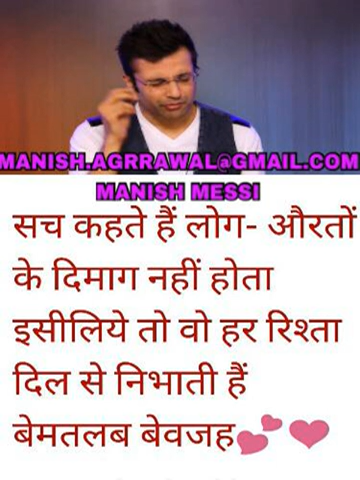 MANISH.AGRRAWAL@GMAIL.COM
MANISH MESSI
सच कहते हैं लोग- औरतों
के दिमाग नहीं होता
इसीलिये तो वो हर रिश्ता
दिल से निभाती हैं
बेमतलब बेवजह💕❤